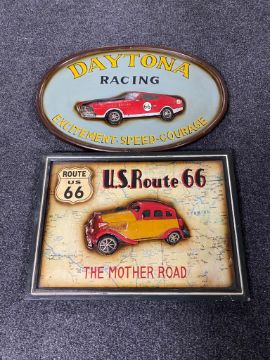 DAYTONA
RACING
EXCITEMENT-SPEED-COURAGE
ROUTE
US
66
U.S. Route 66
THE MOTHER ROAD